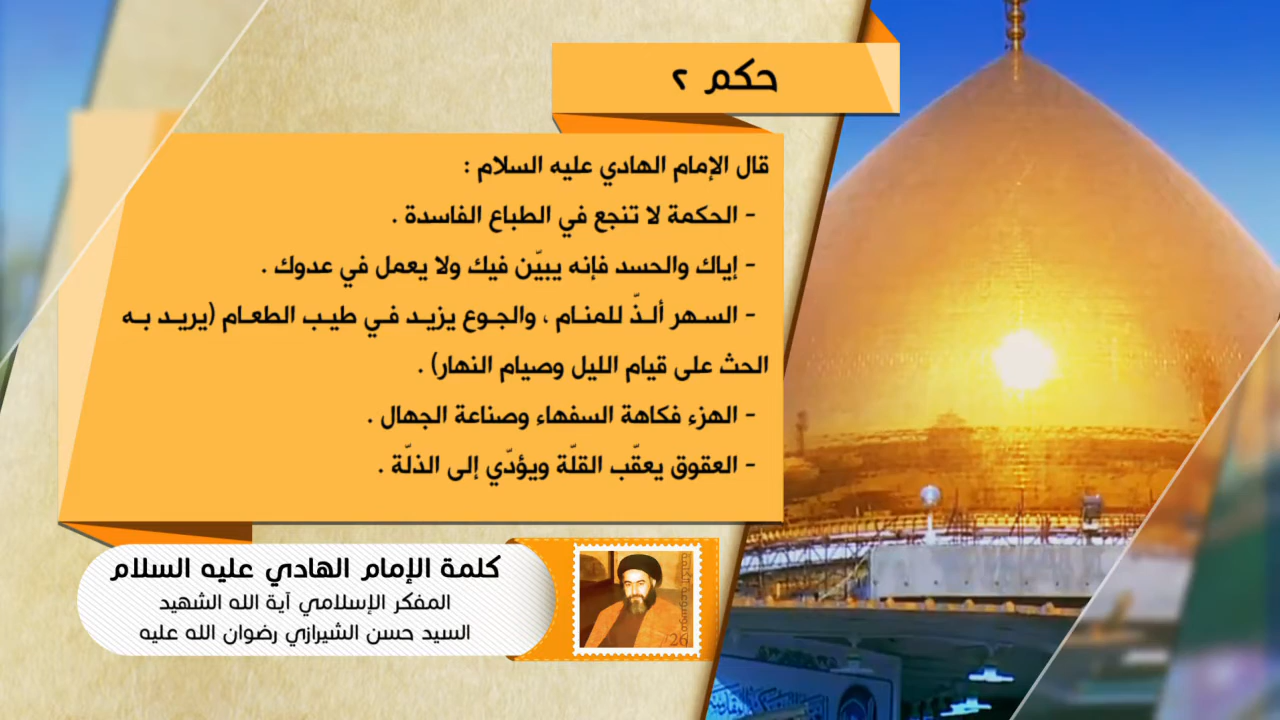 حكم ٢
قال الإمام الهادي عليه السلام :
- الحكمة لا تنجع في الطباع الفاسدة .
- إياك والحسد فإنه يبيّن فيك ولا يعمل في عدوك .
- السهر ألذّ للمنام ، والجوع يزيد في طيب الطعام (يريد به
الحث على قيام الليل وصيام النهار) .
- الهزء فكاهة السفهاء وصناعة الجهال .
- العقوق يعقّب القلّة ويؤدّي إلى الذلّة .
كلمة الإمام الهادي عليه السلام
المفكر الإسلامي آية الله الشهيد
السيد حسن الشيرازي رضوان الله عليه